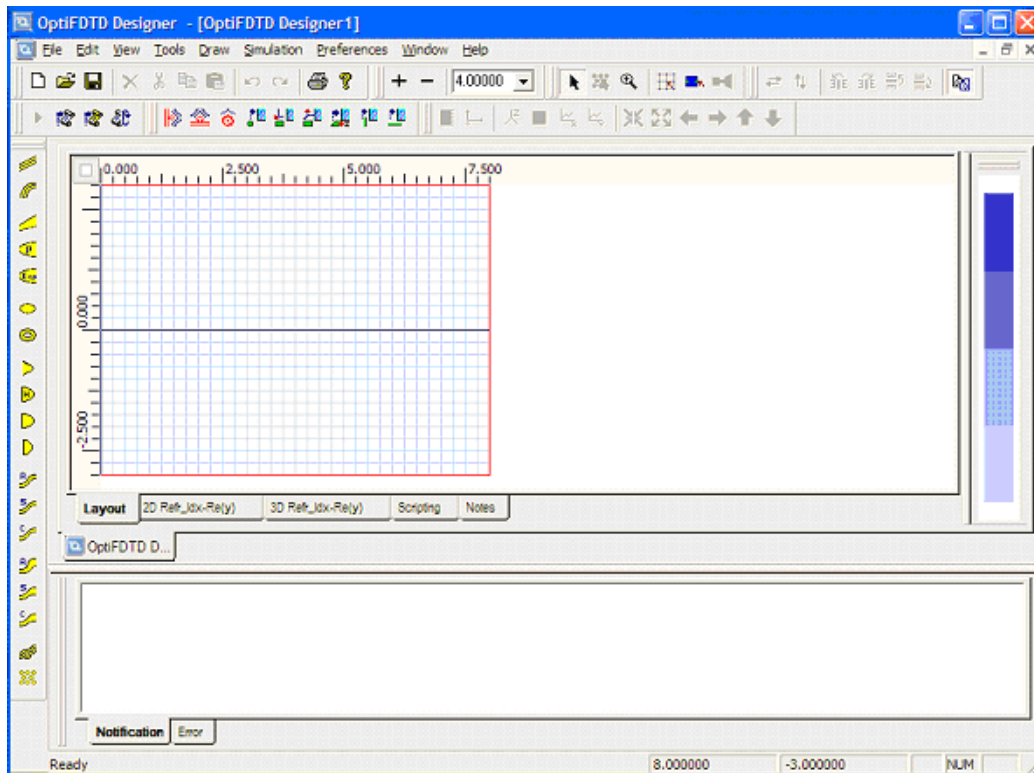 OptiFDTD Designer - [OptiFDTD Designer1]
File Edit View Tools Draw Simulation Preferences Window Help
4.00000
0.000 2.500 5.000 7.500
0.000
-2.500
Layout 2D Refr_Idx-Re(y) 3D Refr_Idx-Re(y) Scripting Notes
OptiFDTD D...
Notification Error
Ready 8.000000 -3.000000 NUM